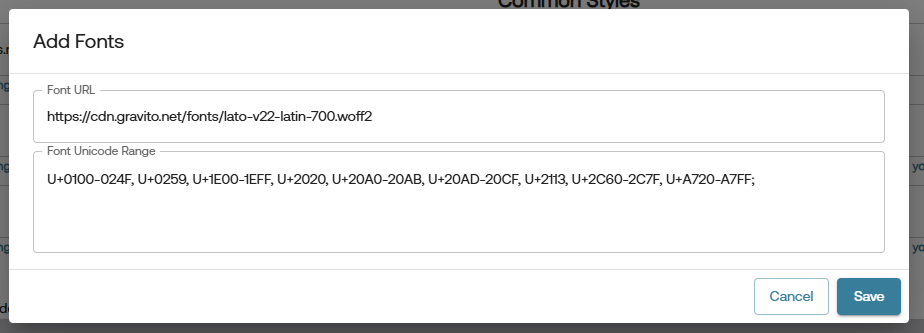 Common Styles
Add Fonts
Font URL
https://cdn.gravito.net/fonts/lato-v22-latin-700.woff2
Font Unicode Range
U+0100-024F, U+0259, U+1E00-1EFF, U+2020, U+20A0-20AB, U+20AD-20CF, U+2113, U+2C60-2C7F, U+A720-A7FF;
Cancel
Save